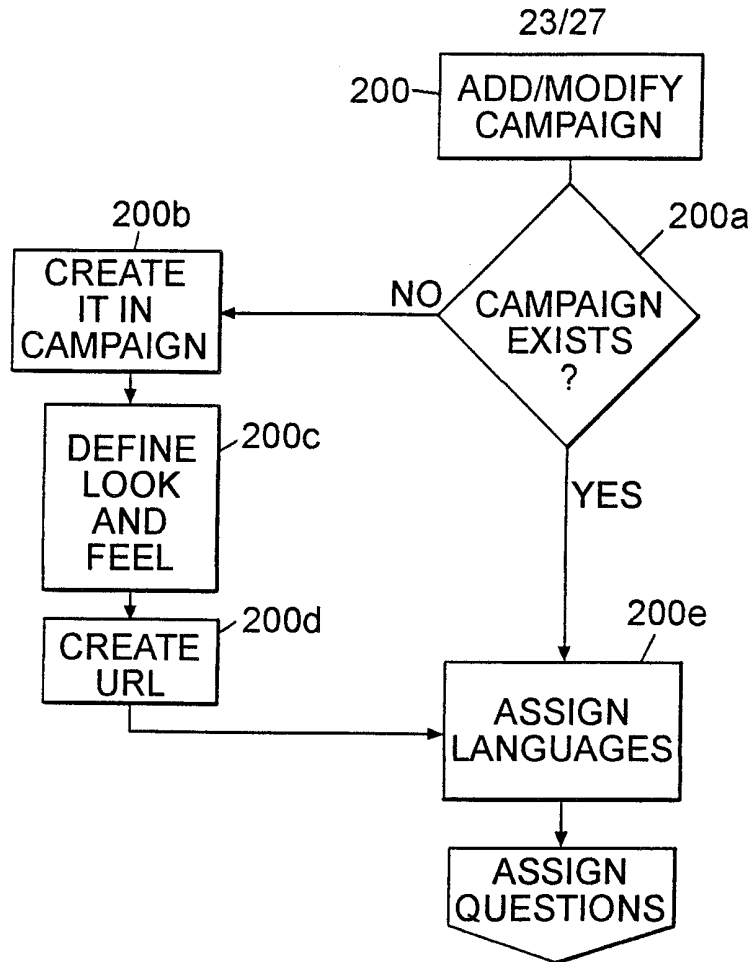 23/27
200
ADD/MODIFY
CAMPAIGN
200a
CAMPAIGN
EXISTS
?
NO
200b
CREATE
IT IN
CAMPAIGN
200c
DEFINE
LOOK
AND
FEEL
200d
CREATE
URL
YES
200e
ASSIGN
LANGUAGES
ASSIGN
QUESTIONS